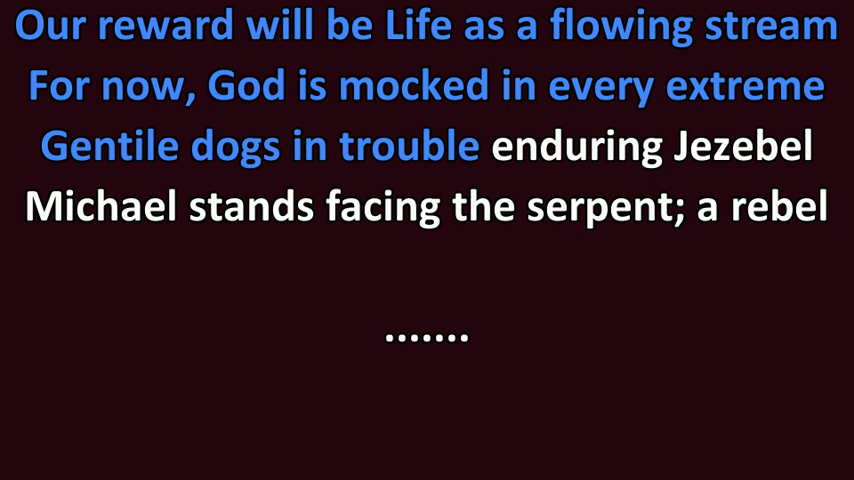 Our reward will be Life as a flowing stream
For now, God is mocked in every extreme
Gentile dogs in trouble enduring Jezebel
Michael stands facing the serpent; a rebel
.......